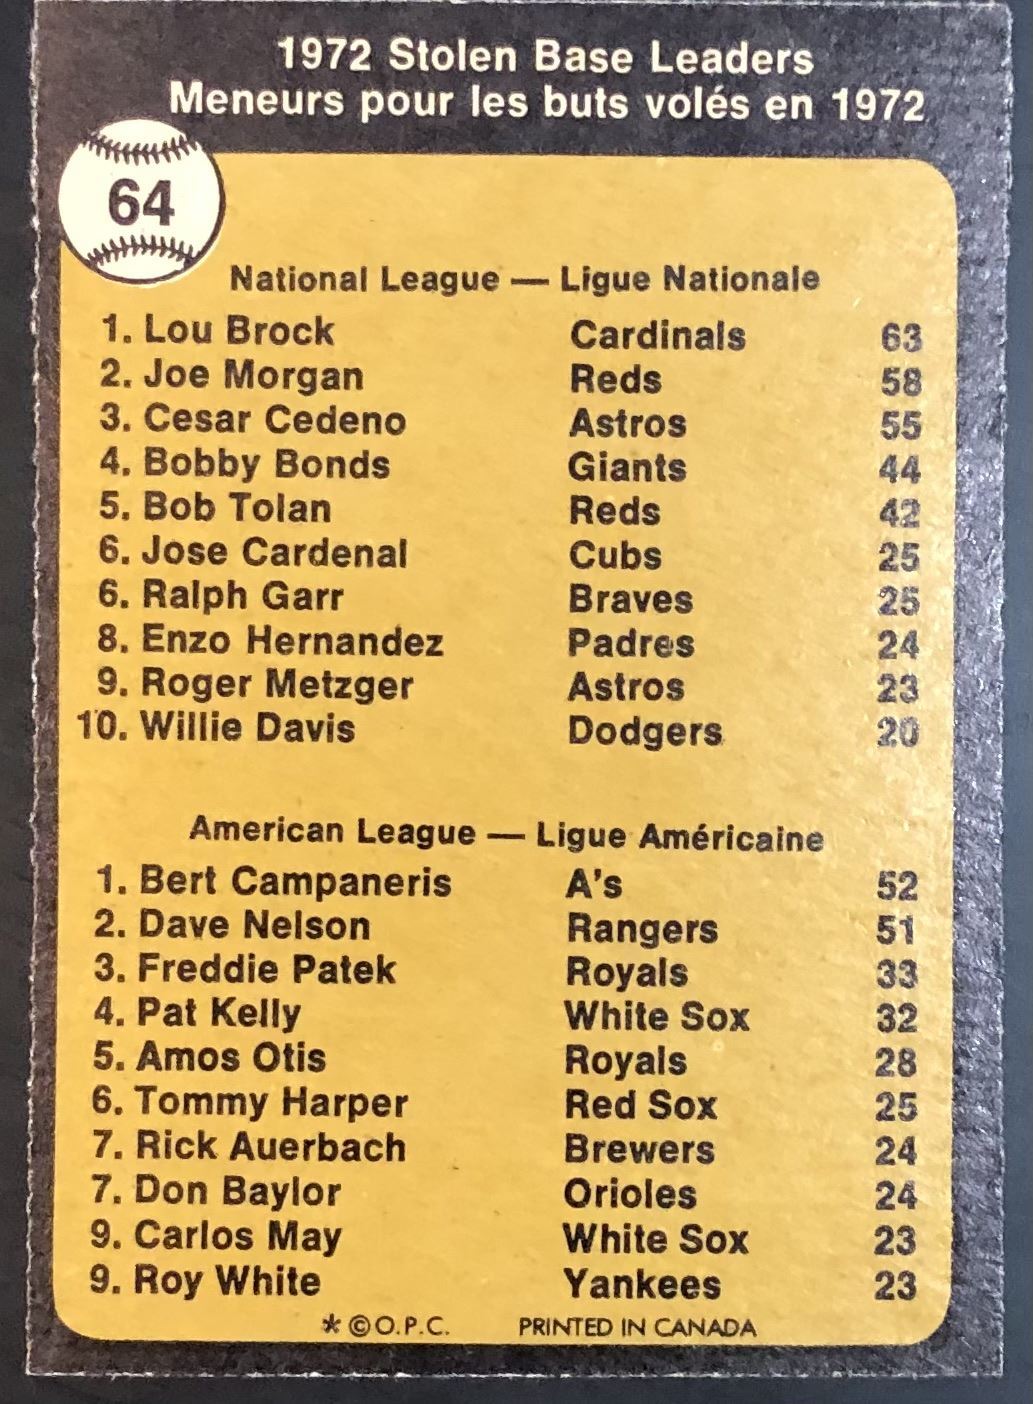 1972 Stolen Base Leaders
Meneurs pour les buts volés en 1972
64
National League — Ligue Nationale
1. Lou Brock Cardinals 63
2. Joe Morgan Reds 58
3. Cesar Cedeno Astros 55
4. Bobby Bonds Giants 44
5. Bob Tolan Reds 42
6. Jose Cardenal Cubs 25
6. Ralph Garr Braves 25
8. Enzo Hernandez Padres 24
9. Roger Metzger Astros 23
10. Willie Davis Dodgers 20
American League — Ligue Américaine
1. Bert Campaneris A's 52
2. Dave Nelson Rangers 51
3. Freddie Patek Royals 33
4. Pat Kelly White Sox 32
5. Amos Otis Royals 28
6. Tommy Harper Red Sox 25
7. Rick Auerbach Brewers 24
7. Don Baylor Orioles 24
9. Carlos May White Sox 23
9. Roy White Yankees 23
* © O.P.C. PRINTED IN CANADA